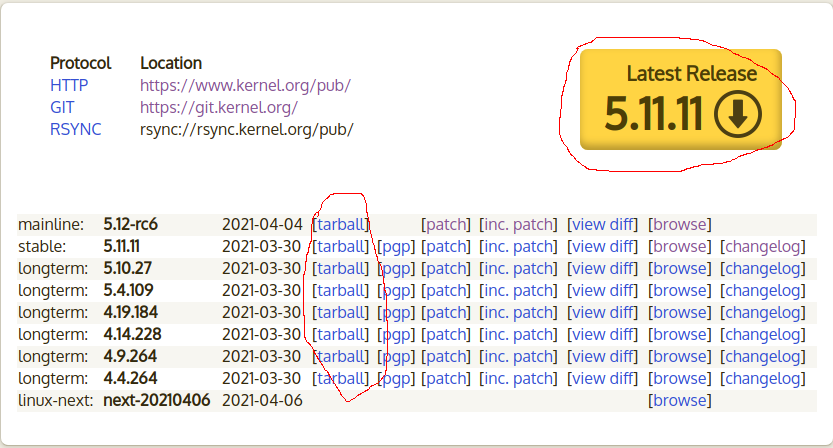 Protocol Location
HTTP https://www.kernel.org/pub/
GIT https://git.kernel.org/
RSYNC rsync://rsync.kernel.org/pub/
Latest Release
5.11.11
mainline: 5.12-rc6 2021-04-04 [tarball] [patch] [inc. patch] [view diff] [browse]
stable: 5.11.11 2021-03-30 [tarball] [pgp] [patch] [inc. patch] [view diff] [browse] [changelog]
longterm: 5.10.27 2021-03-30 [tarball] [pgp] [patch] [inc. patch] [view diff] [browse] [changelog]
longterm: 5.4.109 2021-03-30 [tarball] [pgp] [patch] [inc. patch] [view diff] [browse] [changelog]
longterm: 4.19.184 2021-03-30 [tarball] [pgp] [patch] [inc. patch] [view diff] [browse] [changelog]
longterm: 4.14.228 2021-03-30 [tarball] [pgp] [patch] [inc. patch] [view diff] [browse] [changelog]
longterm: 4.9.264 2021-03-30 [tarball] [pgp] [patch] [inc. patch] [view diff] [browse] [changelog]
longterm: 4.4.264 2021-03-30 [tarball] [pgp] [patch] [inc. patch] [view diff] [browse] [changelog]
linux-next: next-20210406 2021-04-06 [browse]